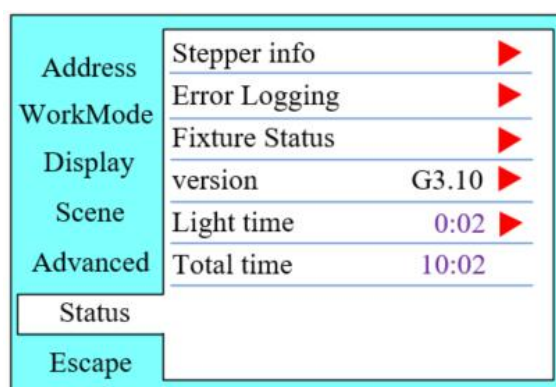 Address
WorkMode
Display
Scene
Advanced
Status
Escape
Stepper info
Error Logging
Fixture Status
version G3.10
Light time 0:02
Total time 10:02